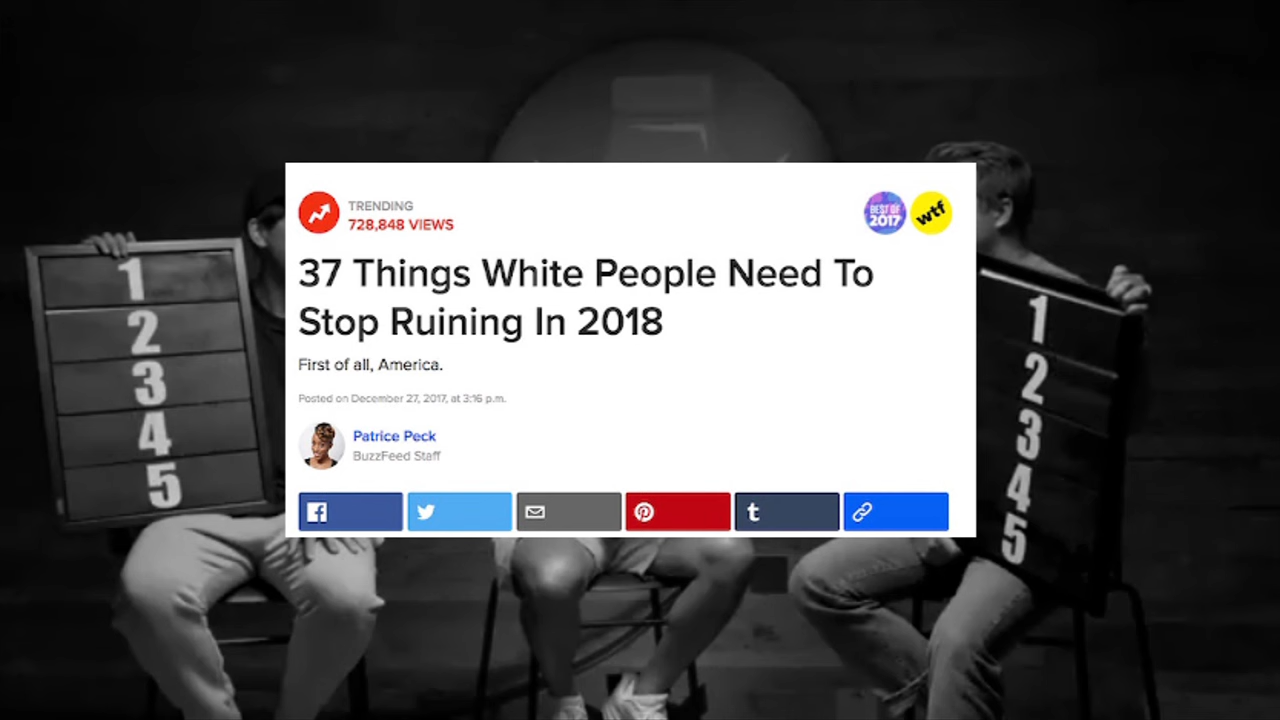 TRENDING
728,848 VIEWS
BEST OF
2017
wtf
37 Things White People Need To
Stop Ruining In 2018
First of all, America.
Posted on December 27, 2017, at 3:16 p.m.
Patrice Peck
BuzzFeed Staff
f
t
1
2
3
4
5
1
2
3
4
5